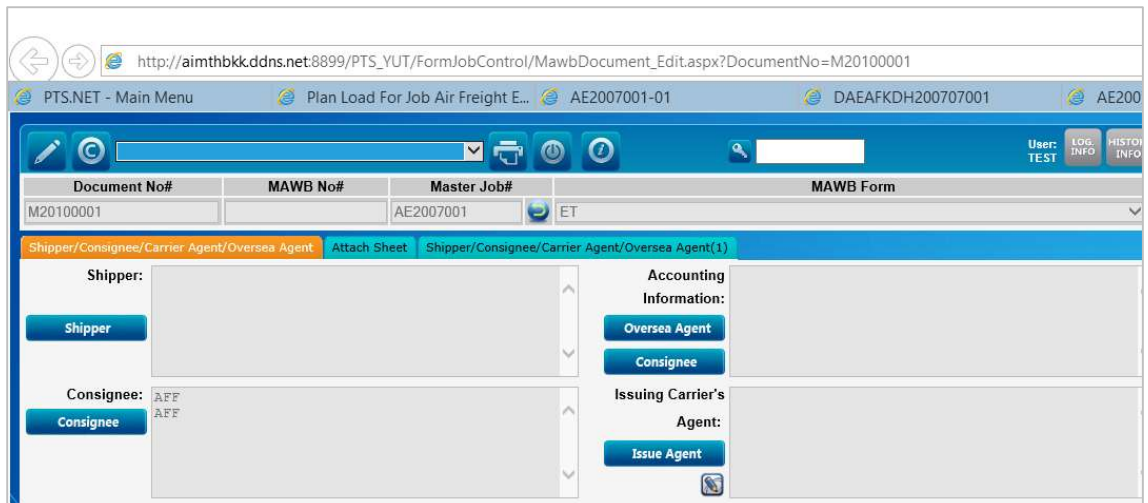 http://aimthbkk.ddns.net:8899/PTS_YUT/FormJobControl/MawbDocument_Edit.aspx?DocumentNo=M20100001
PTS.NET - Main Menu
Plan Load For Job Air Freight E...
AE2007001-01
DAEAFKDH200707001
AE200
User:
TEST
LOG.
INFO
HISTO
INFO
Document No#
MAWB No#
Master Job#
MAWB Form
M20100001
AE2007001
ET
Shipper/Consignee/Carrier Agent/Oversea Agent
Attach Sheet
Shipper/Consignee/Carrier Agent/Oversea Agent(1)
Shipper:
Shipper
Accounting
Information:
Oversea Agent
Consignee
Consignee:
Consignee
AFF
AFF
Issuing Carrier's
Agent:
Issue Agent